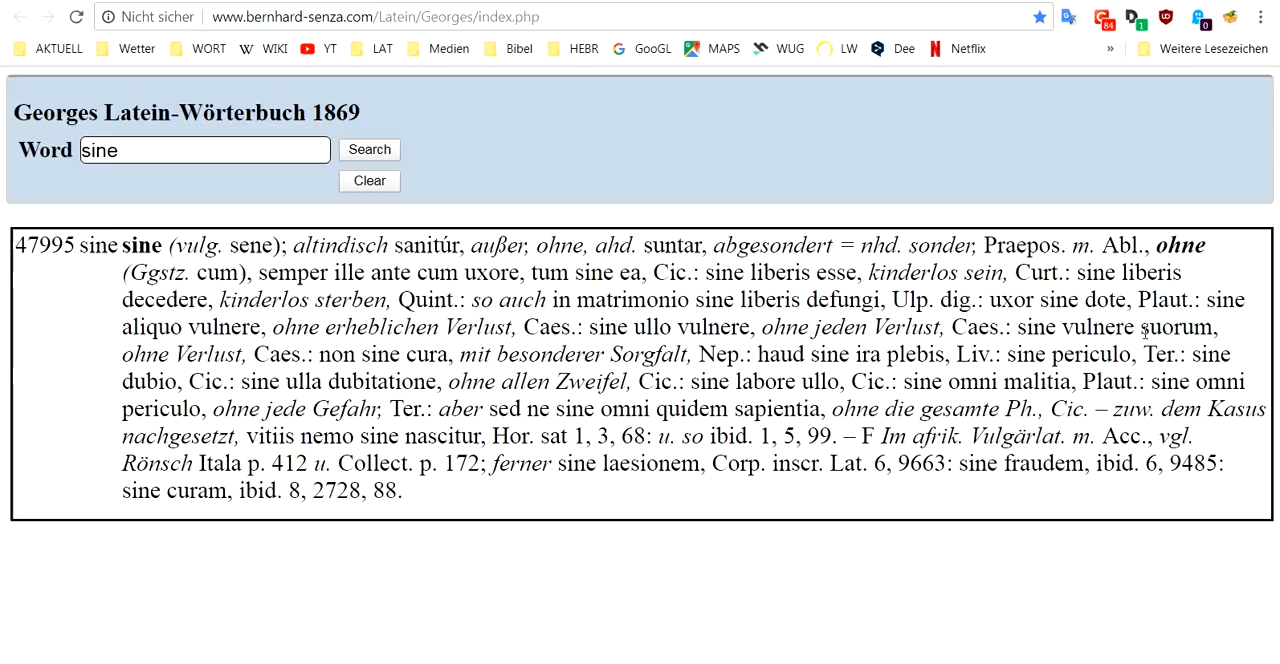 Nicht sicher www.bernhard-senza.com/Latein/Georges/index.php 84 1 0
AKTUELL Wetter WORT WIKI YT LAT Medien Bibel HEBR GooGL MAPS WUG LW Dee Netflix » Weitere Lesezeichen
Georges Latein-Wörterbuch 1869
Word sine Search
Clear
47995 sine sine (vulg. sene); altindisch sanitúr, außer; ohne, ahd. suntar, abgesondert = nhd. sonder; Praepos. m. Abl., ohne
(Ggstz. cum), semper ille ante cum uxore, tum sine ea, Cic.: sine liberis esse, kinderlos sein, Curt.: sine liberis
decedere, kinderlos sterben, Quint.: so auch in matrimonio sine liberis defungi, Ulp. dig.: uxor sine dote, Plaut.: sine
aliquo vulnere, ohne erheblichen Verlust, Caes.: sine ullo vulnere, ohne jeden Verlust, Caes.: sine vulnere suorum,
ohne Verlust, Caes.: non sine cura, mit besonderer Sorgfalt, Nep.: haud sine ira plebis, Liv.: sine periculo, Ter.: sine
dubio, Cic.: sine ulla dubitatione, ohne allen Zweifel, Cic.: sine labore ullo, Cic.: sine omni malitia, Plaut.: sine omni
periculo, ohne jede Gefahr, Ter.: aber sed ne sine omni quidem sapientia, ohne die gesamte Ph., Cic. – zuw. dem Kasus
nachgesetzt, vitiis nemo sine nascitur, Hor. sat 1, 3, 68: u. so ibid. 1, 5, 99. – F Im afrik. Vulgärlat. m. Acc., vgl.
Rönsch Itala p. 412 u. Collect. p. 172; ferner sine laesionem, Corp. inscr. Lat. 6, 9663: sine fraudem, ibid. 6, 9485:
sine curam, ibid. 8, 2728, 88.